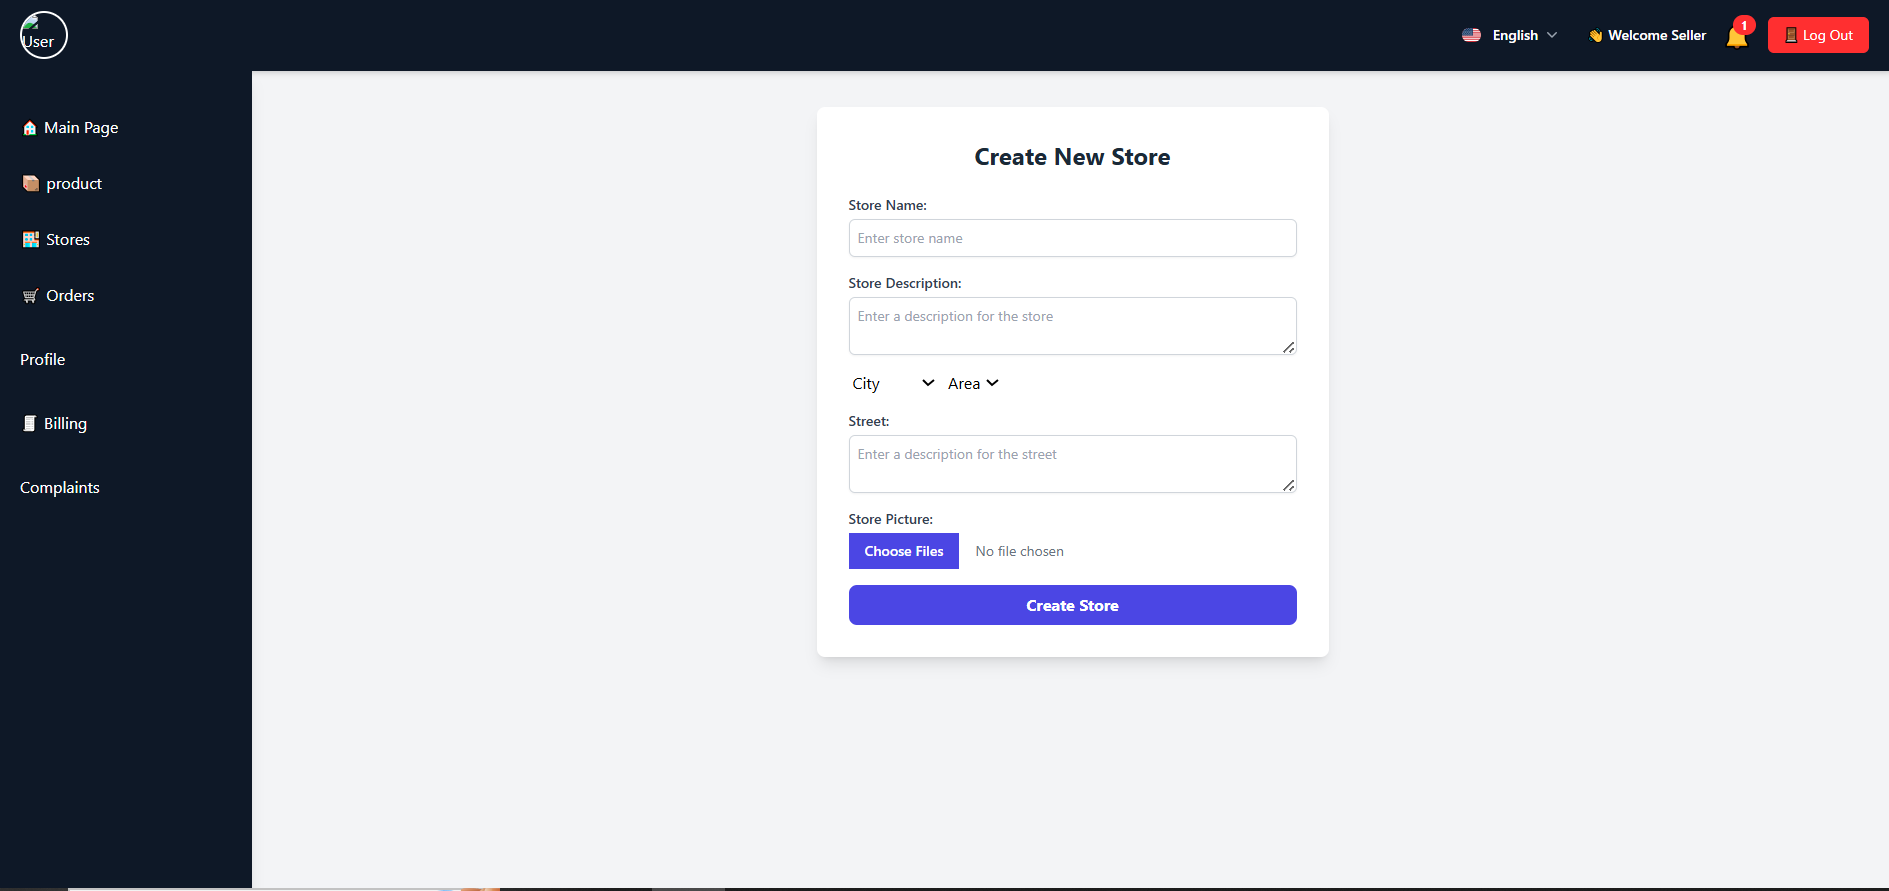 User
English
👋 Welcome Seller
1
🚪 Log Out
🏠 Main Page
📦 product
🏪 Stores
🛒 Orders
Profile
🧾 Billing
Complaints
Create New Store
Store Name:
Enter store name
Store Description:
Enter a description for the store
City Area
Street:
Enter a description for the street
Store Picture:
Choose Files No file chosen
Create Store